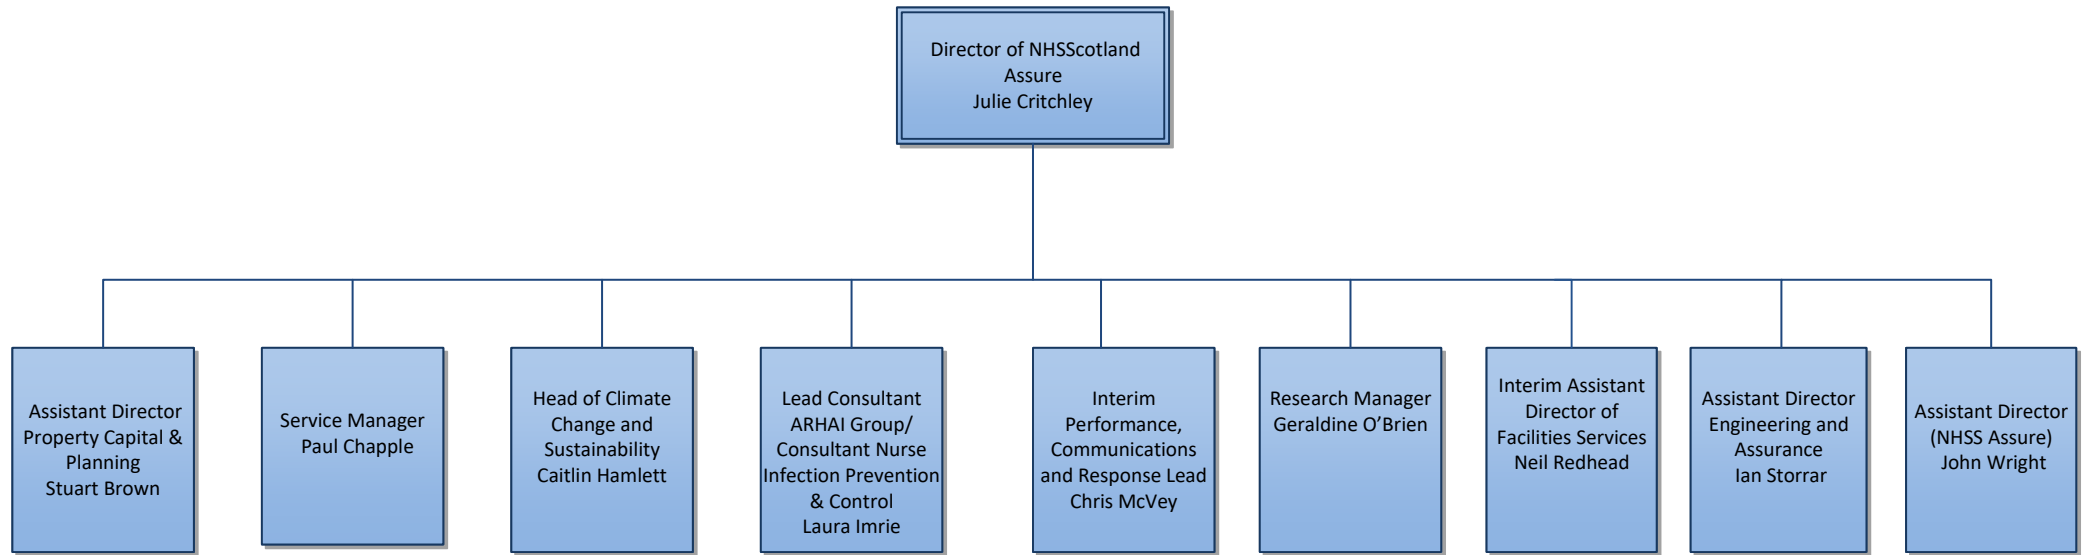 Director of NHSScotland
Assure
Julie Critchley
Assistant Director
Property Capital &
Planning
Stuart Brown
Service Manager
Paul Chapple
Head of Climate
Change and
Sustainability
Caitlin Hamlett
Lead Consultant
ARHAI Group/
Consultant Nurse
Infection Prevention
& Control
Laura Imrie
Interim
Performance,
Communications
and Response Lead
Chris McVey
Research Manager
Geraldine O’Brien
Interim Assistant
Director of
Facilities Services
Neil Redhead
Assistant Director
Engineering and
Assurance
Ian Storrar
Assistant Director
(NHSS Assure)
John Wright